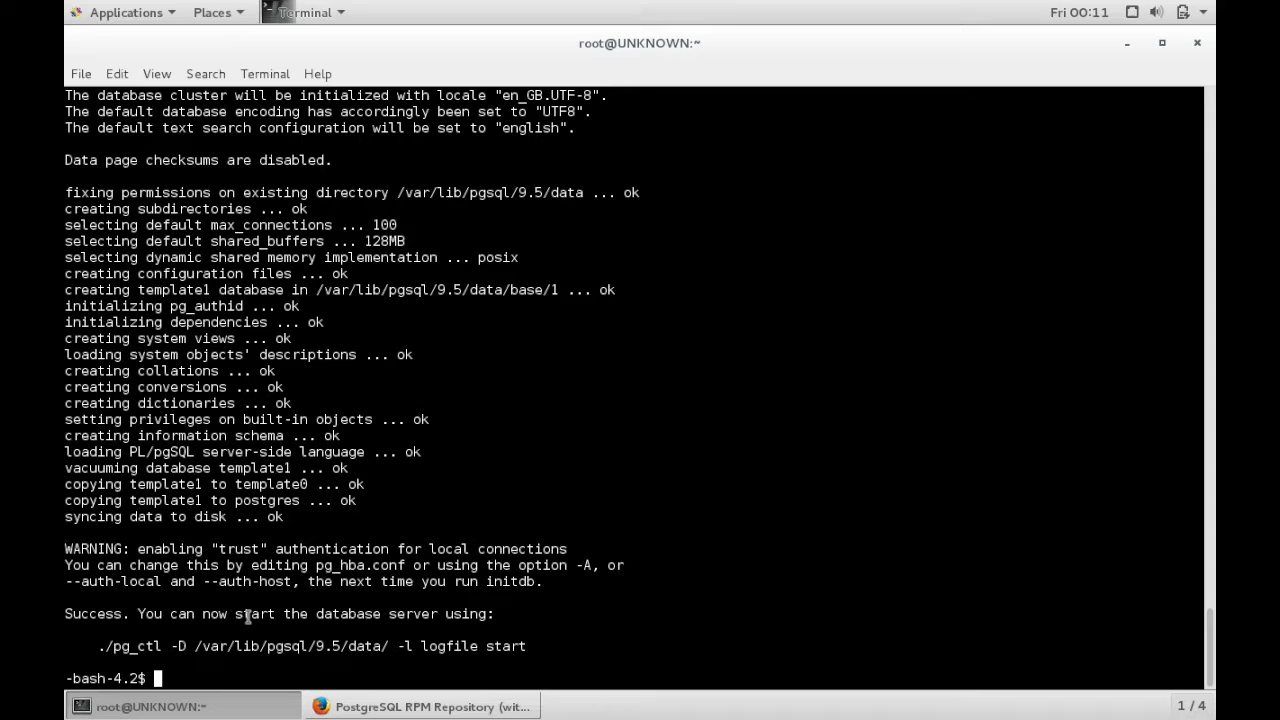 Applications Places Terminal Fri 00:11
root@UNKNOWN:~
File Edit View Search Terminal Help
The database cluster will be initialized with locale "en_GB.UTF-8".
The default database encoding has accordingly been set to "UTF8".
The default text search configuration will be set to "english".
Data page checksums are disabled.
fixing permissions on existing directory /var/lib/pgsql/9.5/data ... ok
creating subdirectories ... ok
selecting default max_connections ... 100
selecting default shared_buffers ... 128MB
selecting dynamic shared memory implementation ... posix
creating configuration files ... ok
creating template1 database in /var/lib/pgsql/9.5/data/base/1 ... ok
initializing pg_authid ... ok
initializing dependencies ... ok
creating system views ... ok
loading system objects' descriptions ... ok
creating collations ... ok
creating conversions ... ok
creating dictionaries ... ok
setting privileges on built-in objects ... ok
creating information schema ... ok
loading PL/pgSQL server-side language ... ok
vacuuming database template1 ... ok
copying template1 to template0 ... ok
copying template1 to postgres ... ok
syncing data to disk ... ok
WARNING: enabling "trust" authentication for local connections
You can change this by editing pg_hba.conf or using the option -A, or
--auth-local and --auth-host, the next time you run initdb.
Success. You can now start the database server using:
./pg_ctl -D /var/lib/pgsql/9.5/data/ -l logfile start
-bash-4.2$
root@UNKNOWN:~ PostgreSQL RPM Repository (wit... 1 / 4